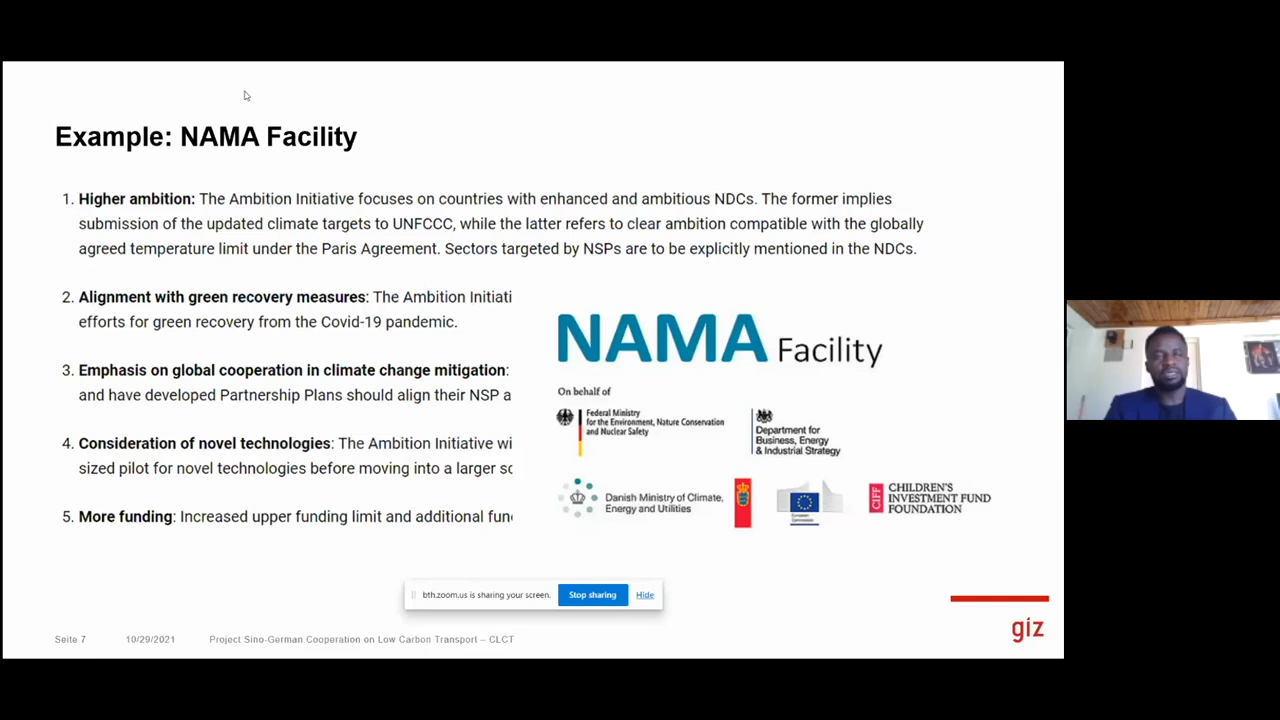 Example: NAMA Facility
1. Higher ambition: The Ambition Initiative focuses on countries with enhanced and ambitious NDCs. The former implies
submission of the updated climate targets to UNFCCC, while the latter refers to clear ambition compatible with the globally
agreed temperature limit under the Paris Agreement. Sectors targeted by NSPs are to be explicitly mentioned in the NDCs.
2. Alignment with green recovery measures: The Ambition Initiati
efforts for green recovery from the Covid-19 pandemic.
3. Emphasis on global cooperation in climate change mitigation:
and have developed Partnership Plans should align their NSP a
4. Consideration of novel technologies: The Ambition Initiative wi
sized pilot for novel technologies before moving into a larger sc
5. More funding: Increased upper funding limit and additional fun
NAMA Facility
On behalf of
Federal Ministry
for the Environment, Nature Conservation
and Nuclear Safety
Department for
Business, Energy
& Industrial Strategy
Danish Ministry of Climate,
Energy and Utilities
European
Commission
CIFF
CHILDREN'S
INVESTMENT FUND
FOUNDATION
bth.zoom.us is sharing your screen. Stop sharing Hide
Seite 7 10/29/2021 Project Sino-German Cooperation on Low Carbon Transport – CLCT
giz